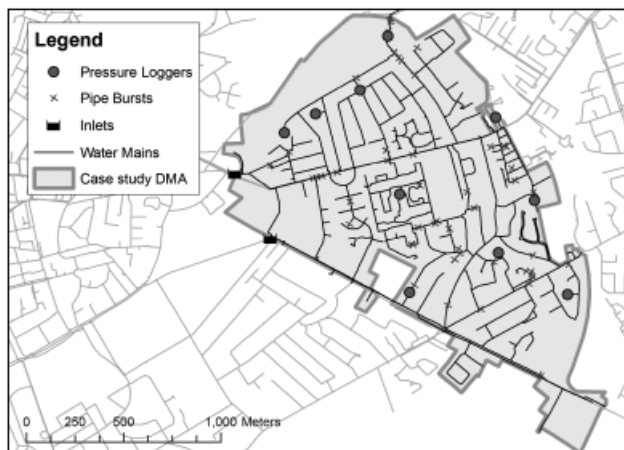 Legend
Pressure Loggers
Pipe Bursts
Inlets
Water Mains
Case study DMA
0 250 500 1,000 Meters